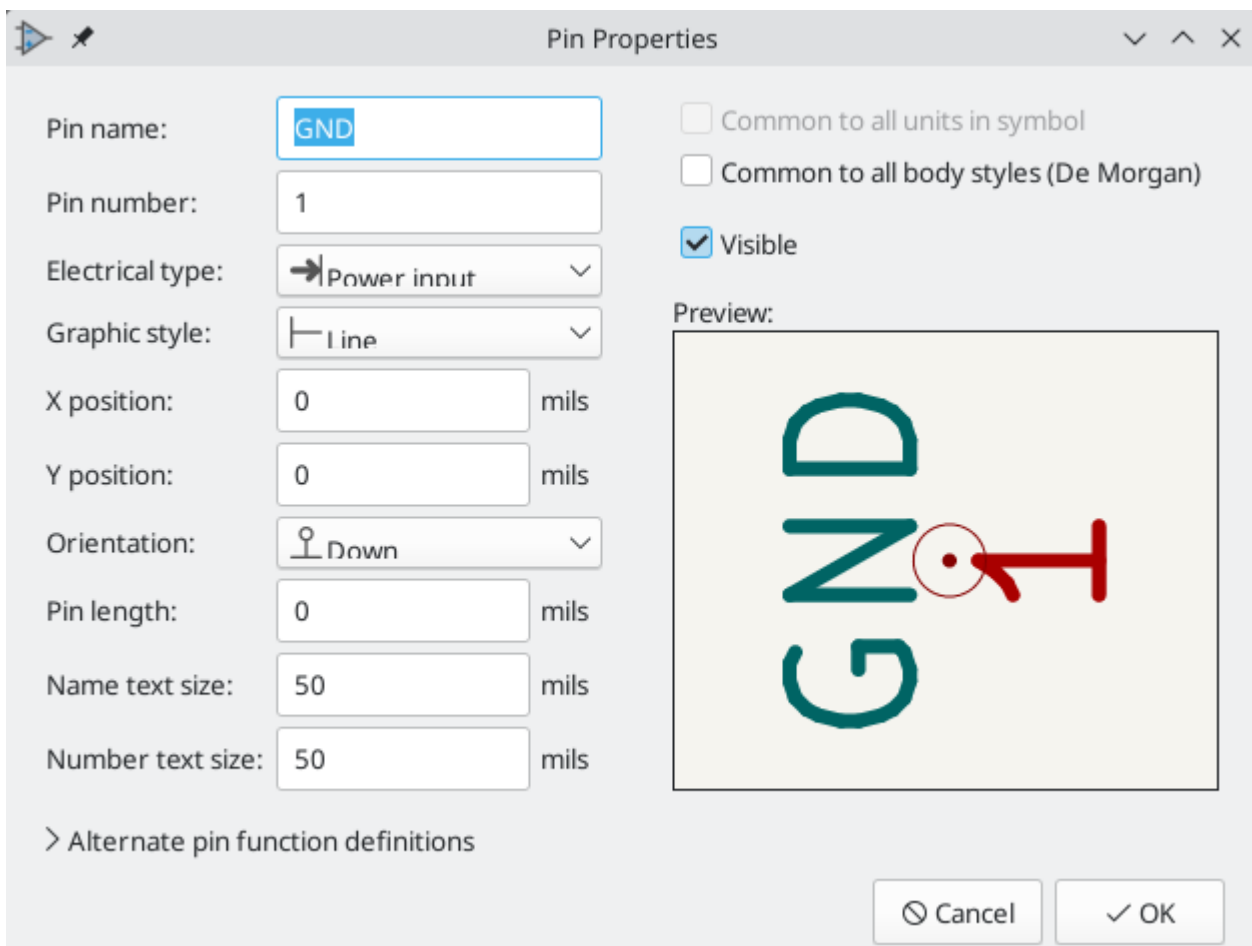 Pin Properties
Pin name:
GND
Pin number:
1
Electrical type:
Power input
Graphic style:
Line
X position:
0
mils
Y position:
0
mils
Orientation:
Down
Pin length:
0
mils
Name text size:
50
mils
Number text size:
50
mils
Alternate pin function definitions
Common to all units in symbol
Common to all body styles (De Morgan)
Visible
Preview:
GND
1
Cancel
OK